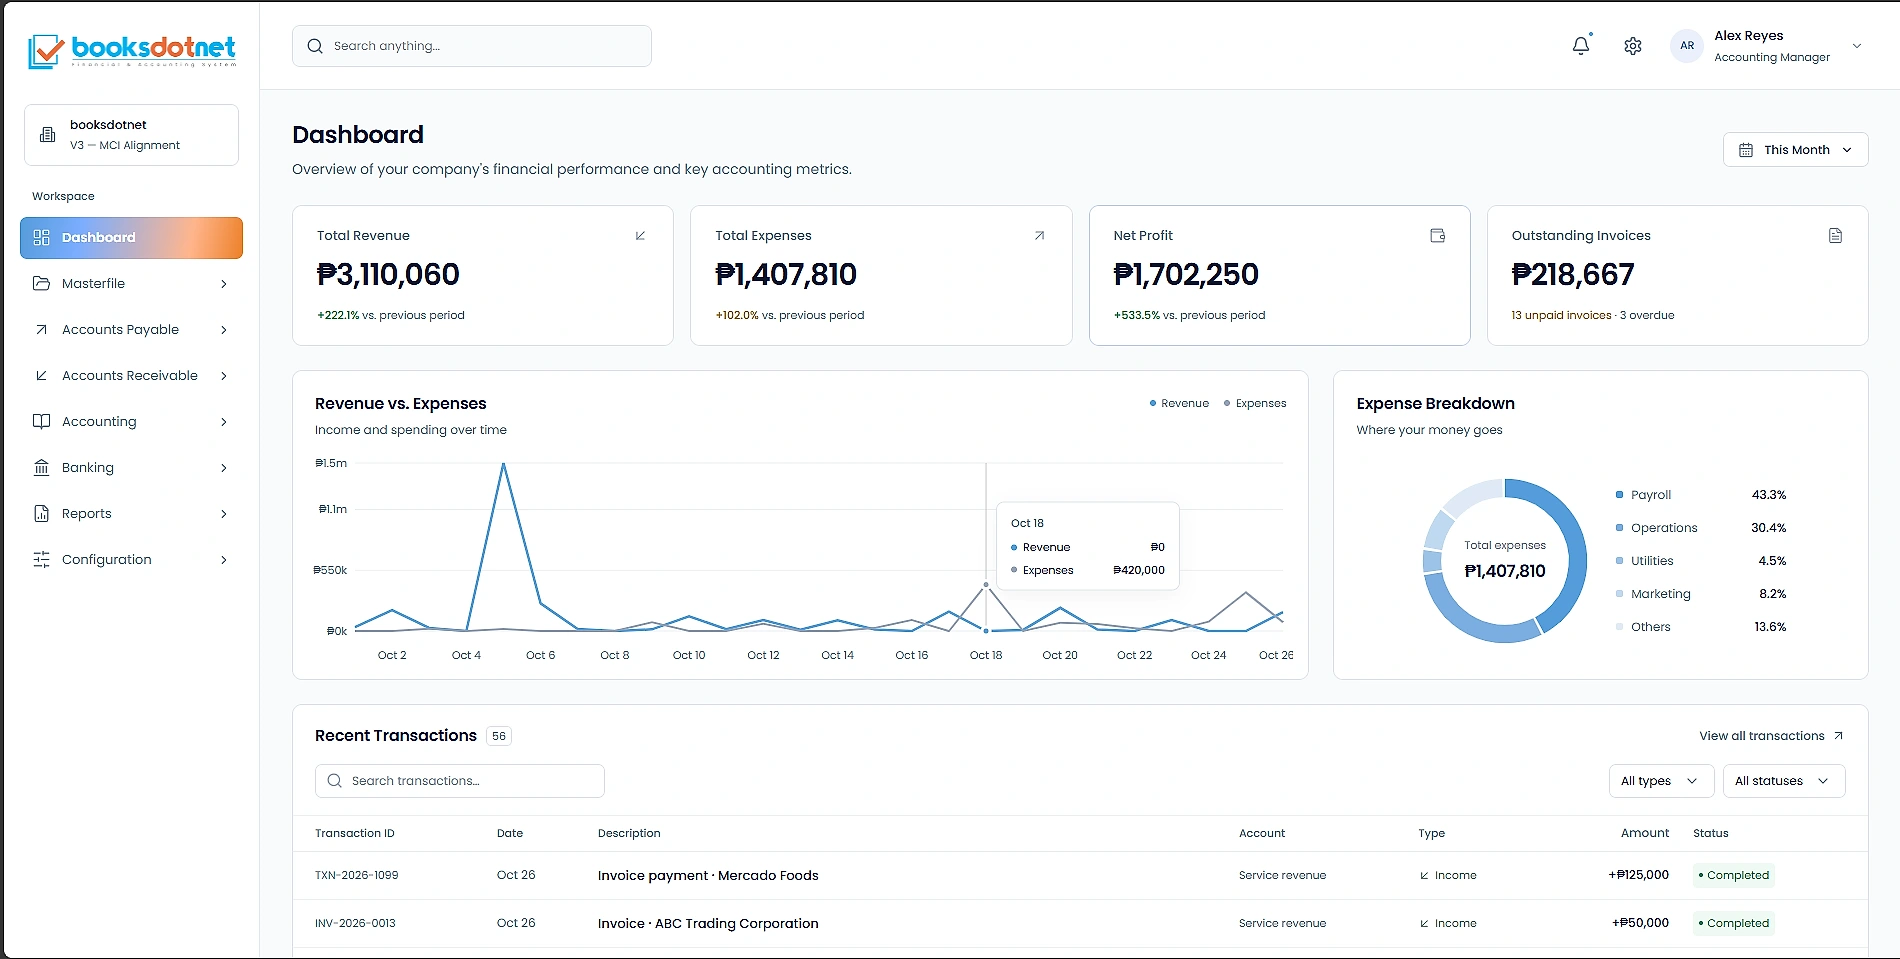 booksdotnet
Financial & Accounting System
Search anything...
AR
Alex Reyes
Accounting Manager
booksdotnet
V3 — MCI Alignment
Workspace
Dashboard
Masterfile
Accounts Payable
Accounts Receivable
Accounting
Banking
Reports
Configuration
Dashboard
Overview of your company's financial performance and key accounting metrics.
This Month
Total Revenue
₱3,110,060
+222.1% vs. previous period
Total Expenses
₱1,407,810
+102.0% vs. previous period
Net Profit
₱1,702,250
+533.5% vs. previous period
Outstanding Invoices
₱218,667
13 unpaid invoices · 3 overdue
Revenue vs. Expenses
Income and spending over time
Revenue
Expenses
₱1.5m
₱1.1m
₱550k
₱0k
Oct 18
Revenue ₱0
Expenses ₱420,000
Oct 2 Oct 4 Oct 6 Oct 8 Oct 10 Oct 12 Oct 14 Oct 16 Oct 18 Oct 20 Oct 22 Oct 24 Oct 26
Expense Breakdown
Where your money goes
Total expenses
₱1,407,810
Payroll 43.3%
Operations 30.4%
Utilities 4.5%
Marketing 8.2%
Others 13.6%
Recent Transactions 56
View all transactions
Search transactions...
All types
All statuses
Transaction ID Date Description Account Type Amount Status
TXN-2026-1099 Oct 26 Invoice payment · Mercado Foods Service revenue Income +₱125,000 Completed
INV-2026-0013 Oct 26 Invoice · ABC Trading Corporation Service revenue Income +₱50,000 Completed